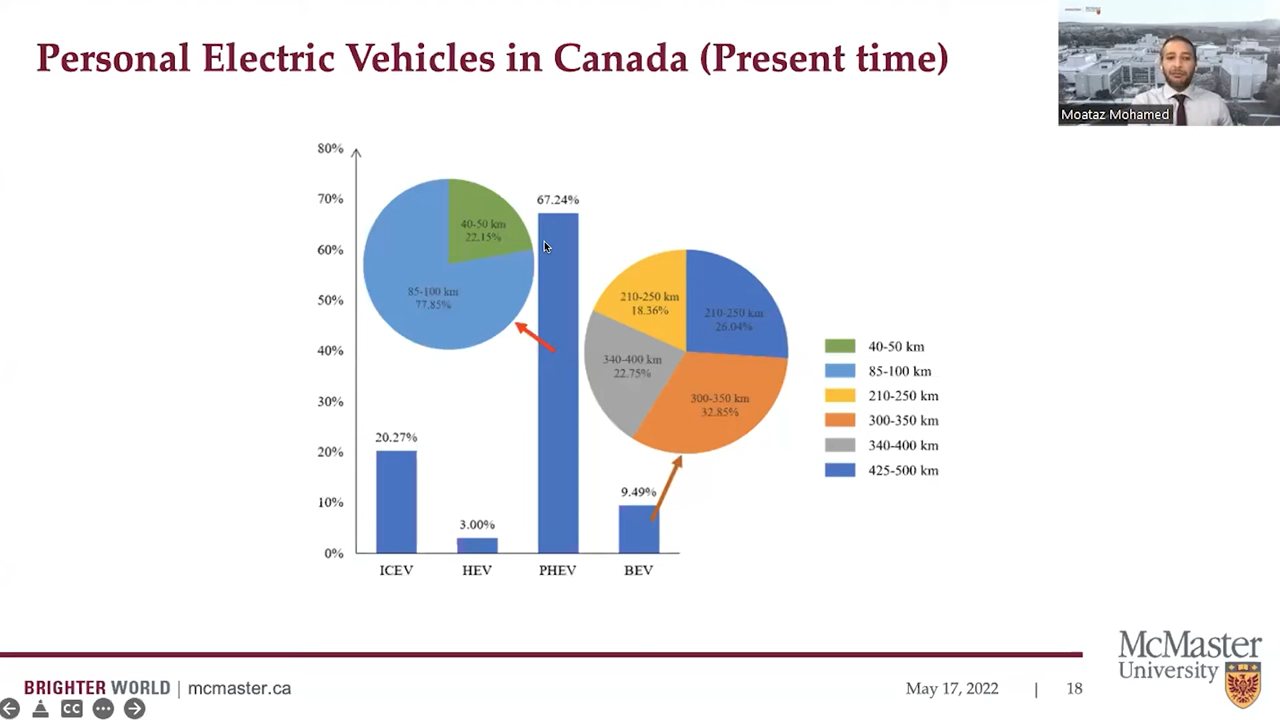 Personal Electric Vehicles in Canada (Present time)
Moataz Mohamed
80%
70%
60%
50%
40%
30%
20%
10%
0%
40-50 km
22.15%
85-100 km
77.85%
67.24%
210-250 km
18.36%
210-250 km
26.04%
340-400 km
22.75%
300-350 km
32.85%
20.27%
3.00%
9.49%
ICEV
HEV
PHEV
BEV
40-50 km
85-100 km
210-250 km
300-350 km
340-400 km
425-500 km
McMaster
University
BRIGHTER WORLD | mcmaster.ca
May 17, 2022 | 18
CC